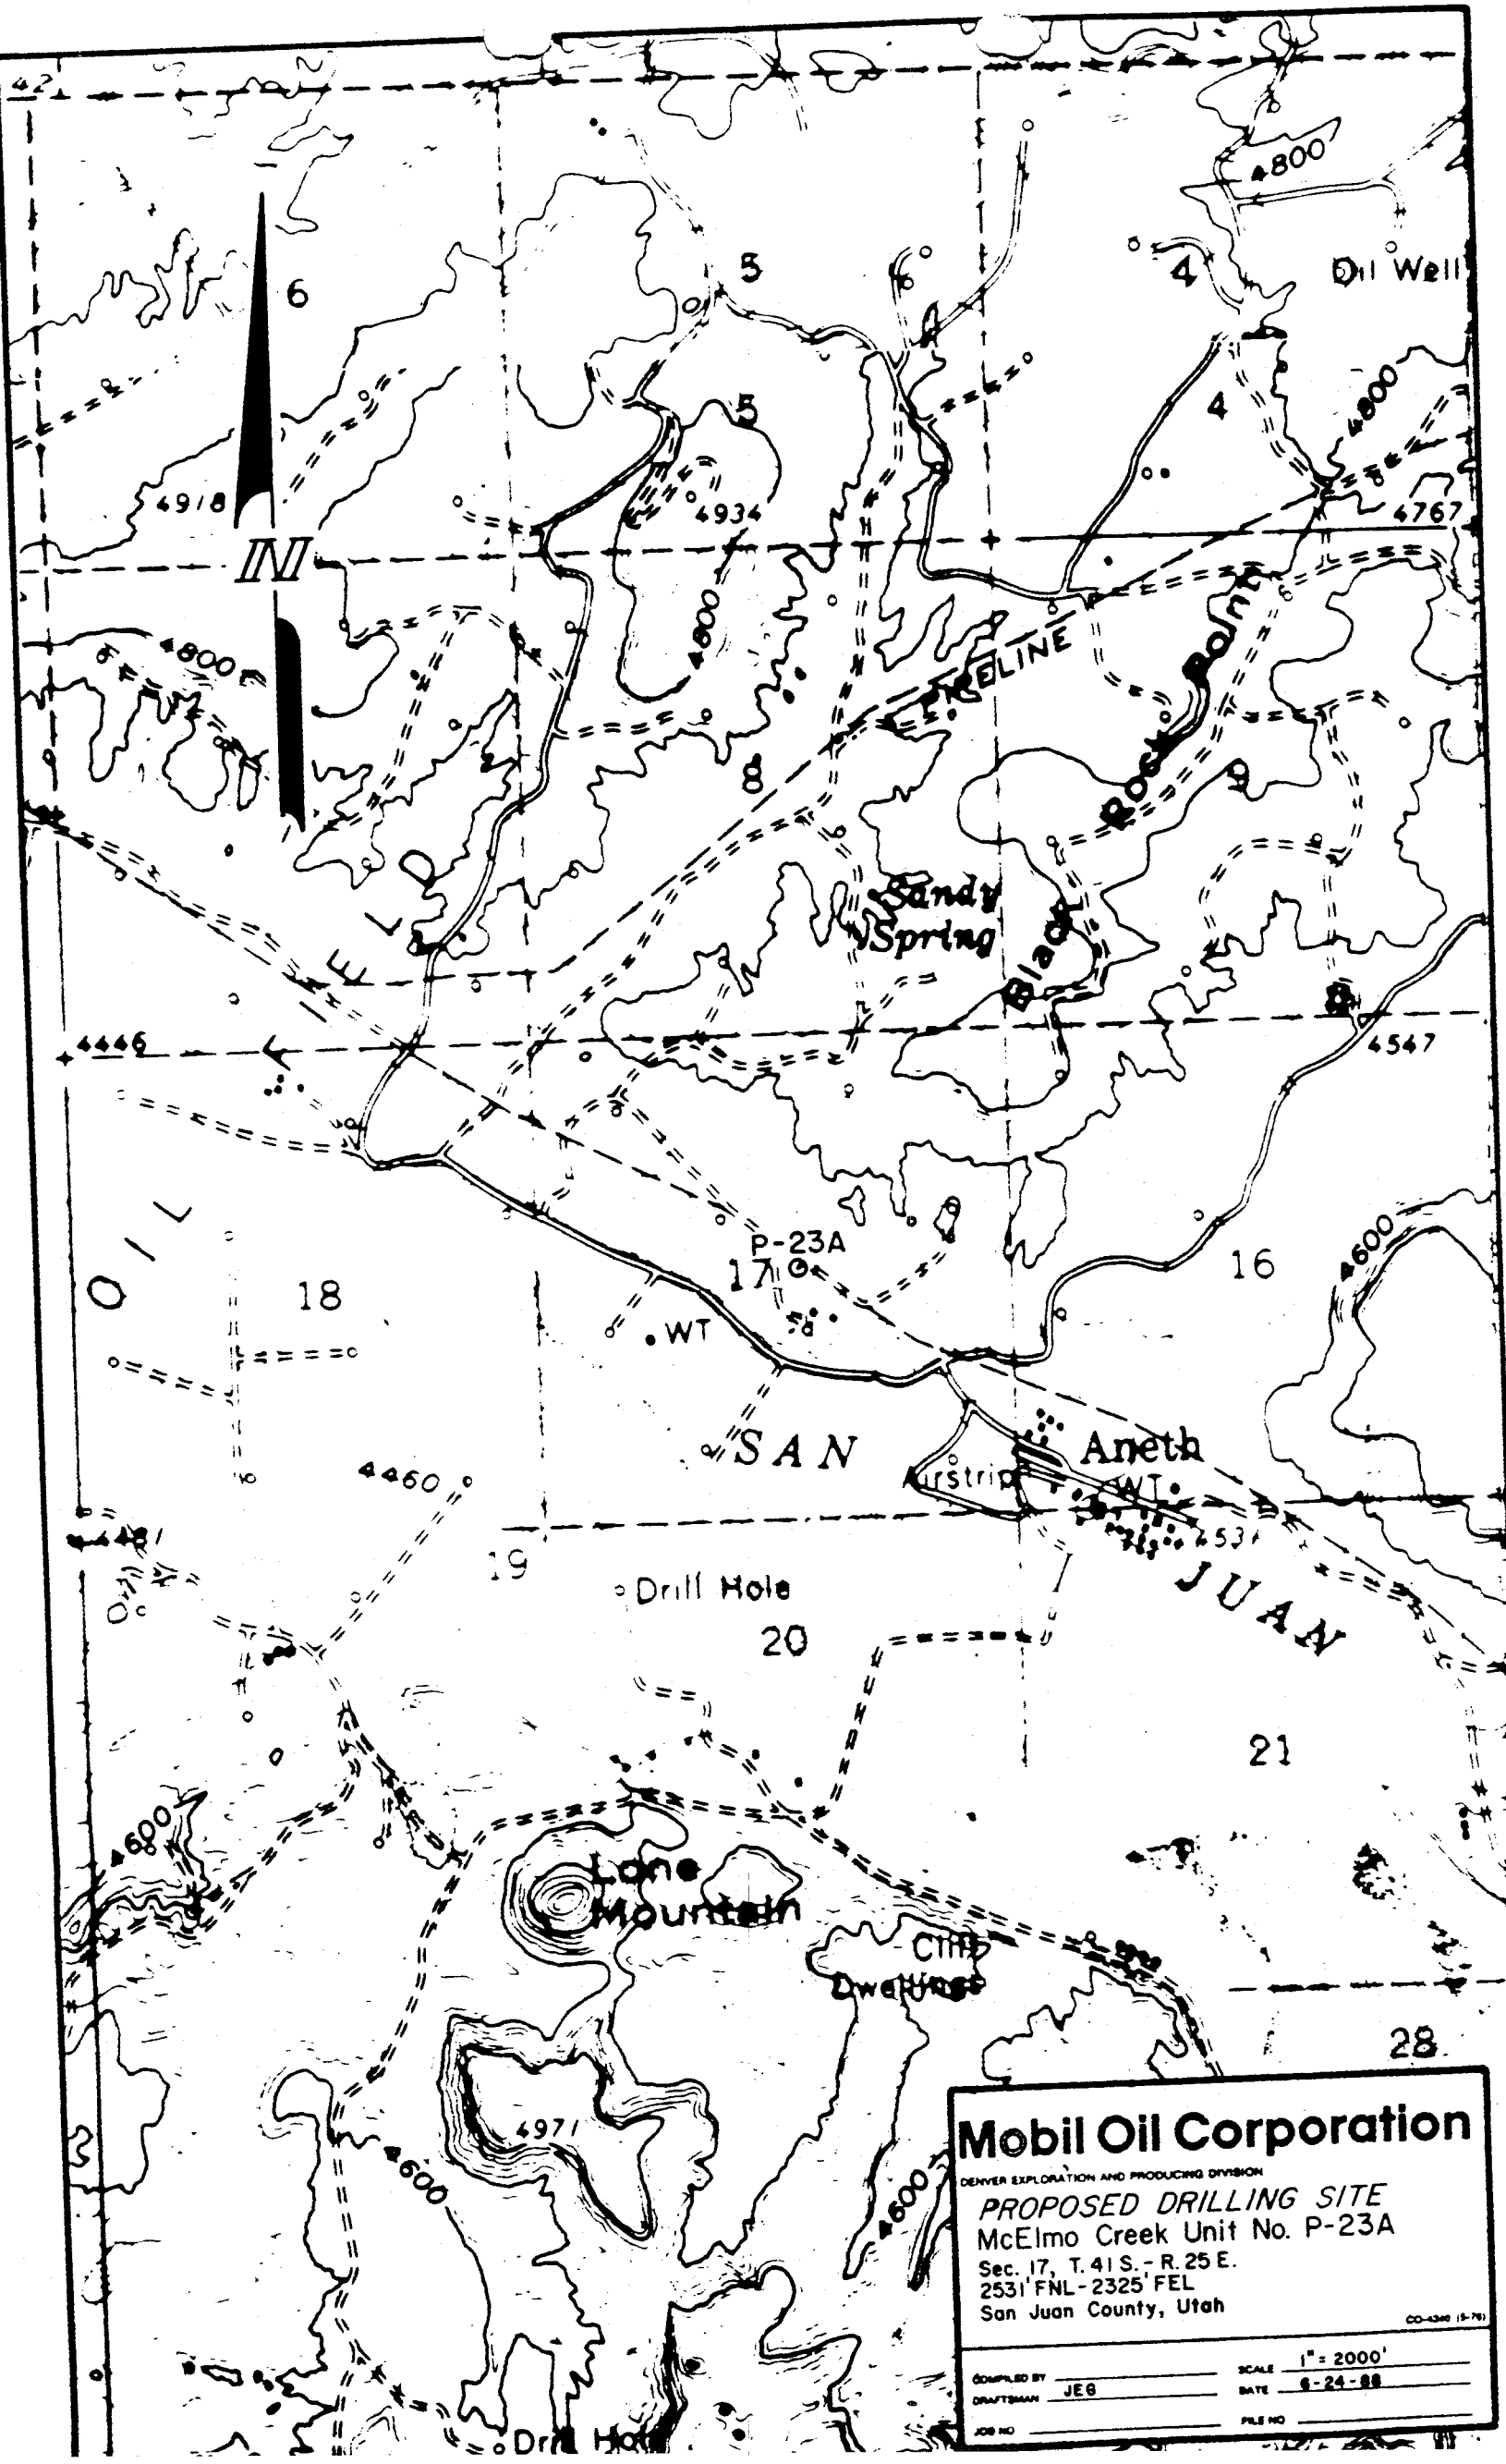 42
4800
5
4
Oil Well
6
5
4
4800
4918
4934
4767
N
4800
4800
PIPELINE
Black Rock Point
8
9
Sandy
Spring
OIL FIELD
4446
4547
P-23A
17
16
4600
18
WT
SAN JUAN
Aneth
Airstrip
WT
4460
4481
4531
19
Drill Hole
20
21
4600
Lone
Mountain
Cliff
Dwellings
28
4971
4600
4600
Drill Hole
Mobil Oil Corporation
DENVER EXPLORATION AND PRODUCING DIVISION
PROPOSED DRILLING SITE
McElmo Creek Unit No. P-23A
Sec. 17, T. 41 S. - R. 25 E.
2531' FNL - 2325' FEL
San Juan County, Utah
COMPILED BY
SCALE 1" = 2000'
DRAFTSMAN JEG
DATE 6-24-88
JOB NO
FILE NO